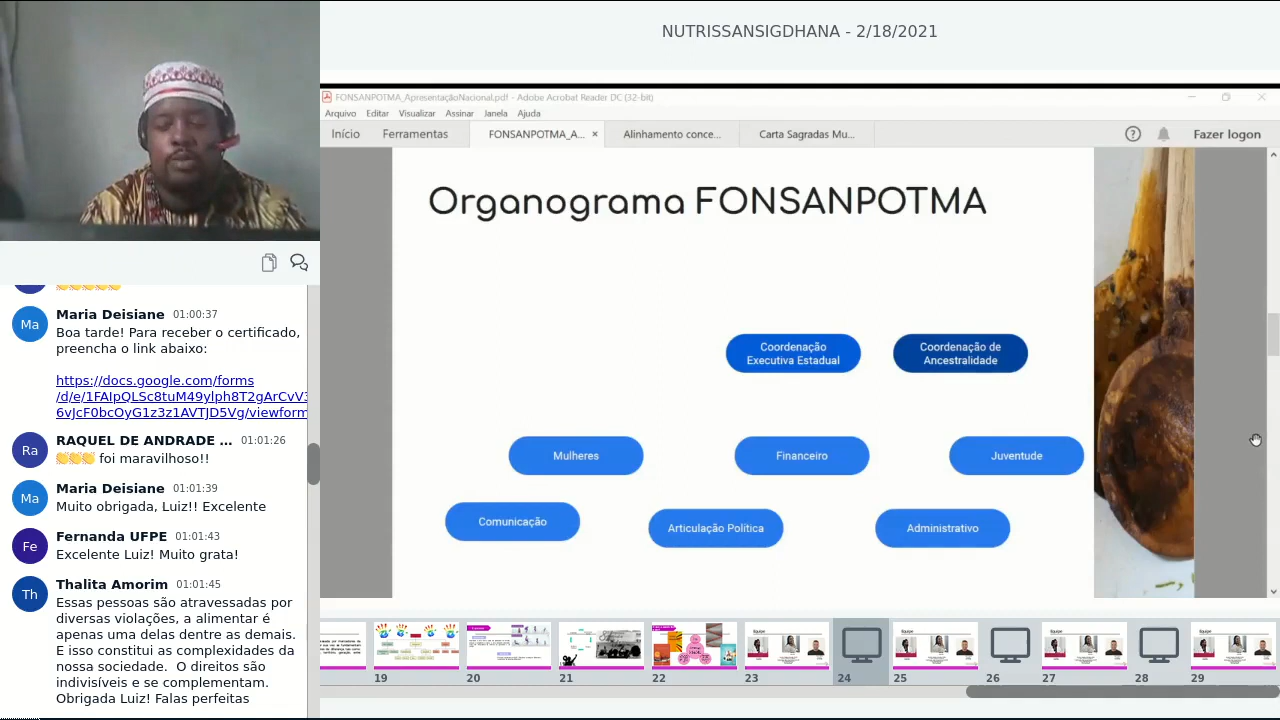 NUTRISSANSIGDHANA - 2/18/2021
FONSANPOTMA_ApresentaçãoNacional.pdf - Adobe Acrobat Reader DC (32-bit)
Arquivo Editar Visualizar Assinar Janela Ajuda
Início Ferramentas FONSANPOTMA_A... × Alinhamento conce... Carta Sagradas Mu... Fazer logon
Organograma FONSANPOTMA
Coordenação
Executiva Estadual
Coordenação de
Ancestralidade
Mulheres Financeiro Juventude
Comunicação Articulação Política Administrativo
Ma Maria Deisiane 01:00:37
Boa tarde! Para receber o certificado,
preencha o link abaixo:
https://docs.google.com/forms
/d/e/1FAIpQLSc8tuM49ylph8T2gArCvV3
6vJcF0bcOyG1z3z1AVTJD5Vg/viewform
Ra RAQUEL DE ANDRADE ... 01:01:26
foi maravilhoso!!
Ma Maria Deisiane 01:01:39
Muito obrigada, Luiz!! Excelente
Fe Fernanda UFPE 01:01:43
Excelente Luiz! Muito grata!
Th Thalita Amorim 01:01:45
Essas pessoas são atravessadas por
diversas violações, a alimentar é
apenas uma delas dentre as demais.
E isso constitui as complexidades da
nossa sociedade. O direitos são
indivisíveis e se complementam.
Obrigada Luiz! Falas perfeitas
19 20 21 22 23 24 25 26 27 28 29